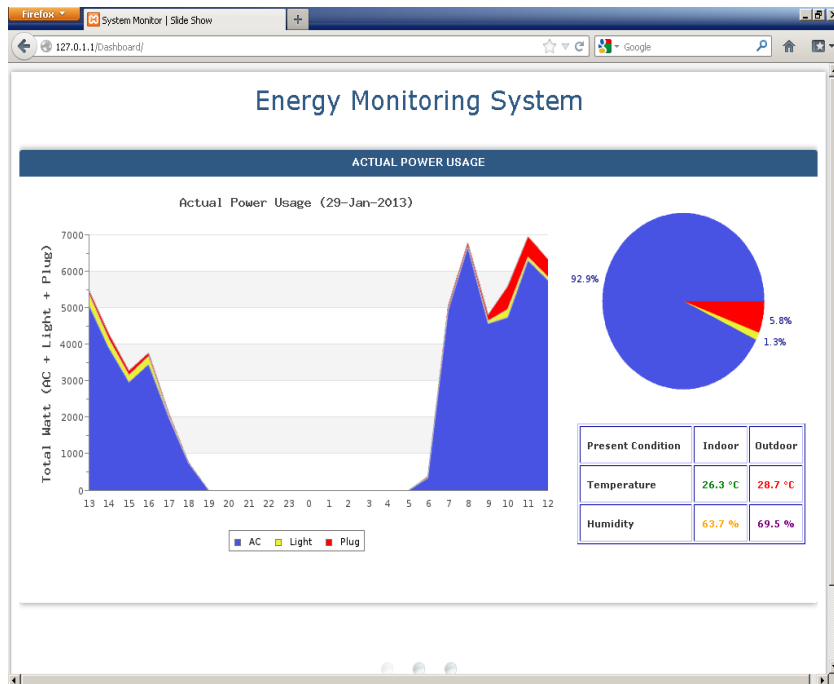 Firefox
System Monitor | Slide Show
127.0.1.1/Dashboard/
Google
Energy Monitoring System
ACTUAL POWER USAGE
Actual Power Usage (29-Jan-2013)
Total Watt (AC + Light + Plug)
7000
6000
5000
4000
3000
2000
1000
0
13 14 15 16 17 18 19 20 21 22 23 0 1 2 3 4 5 6 7 8 9 10 11 12
AC Light Plug
92.9%
5.8%
1.3%
Present Condition Indoor Outdoor
Temperature 26.3 °C 28.7 °C
Humidity 63.7 % 69.5 %